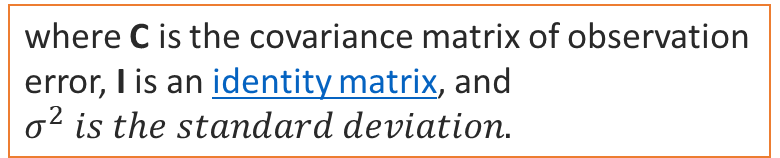 where C is the covariance matrix of observation
error, I is an identity matrix, and
σ² is the standard deviation.